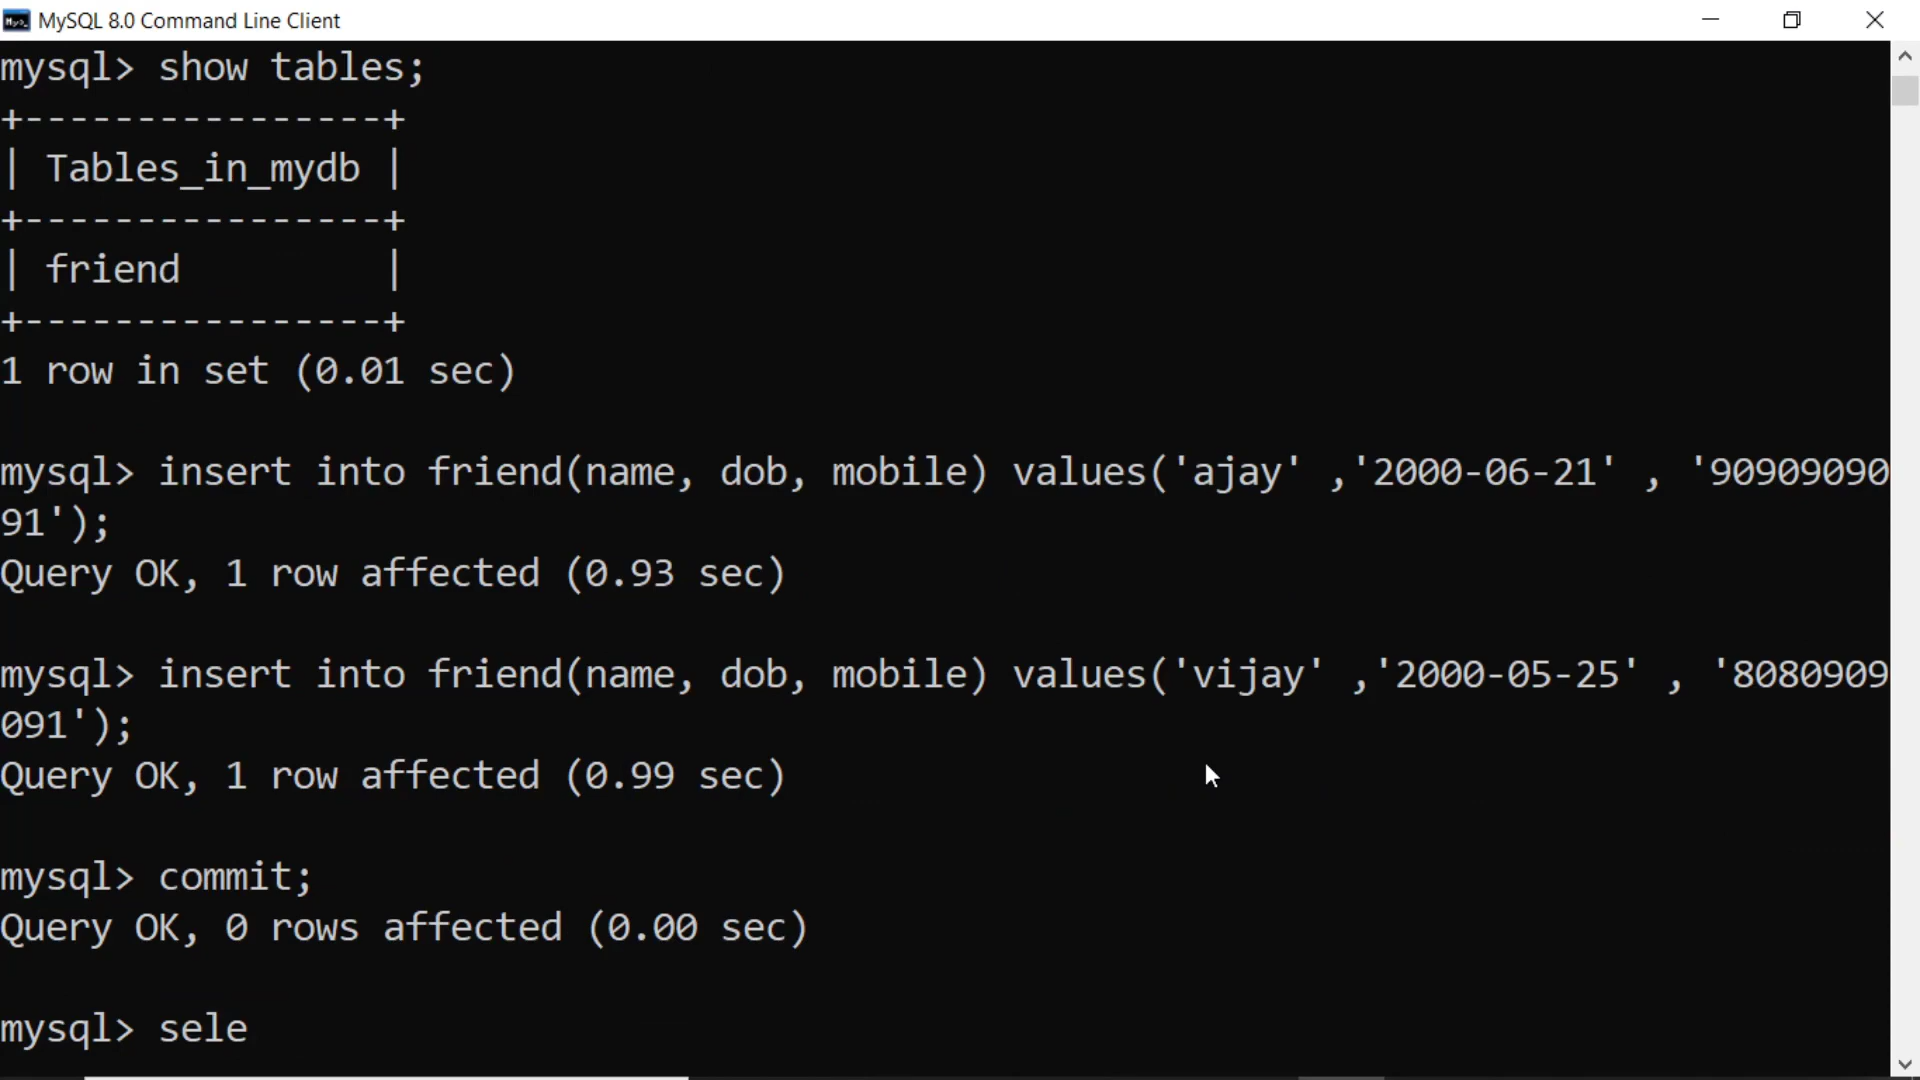 MySQL 8.0 Command Line Client
mysql> show tables;
+----------------+
| Tables_in_mydb |
+----------------+
| friend         |
+----------------+
1 row in set (0.01 sec)
mysql> insert into friend(name, dob, mobile) values('ajay' ,'2000-06-21' , '90909090
91');
Query OK, 1 row affected (0.93 sec)
mysql> insert into friend(name, dob, mobile) values('vijay' ,'2000-05-25' , '8080909
091');
Query OK, 1 row affected (0.99 sec)
mysql> commit;
Query OK, 0 rows affected (0.00 sec)
mysql> sele